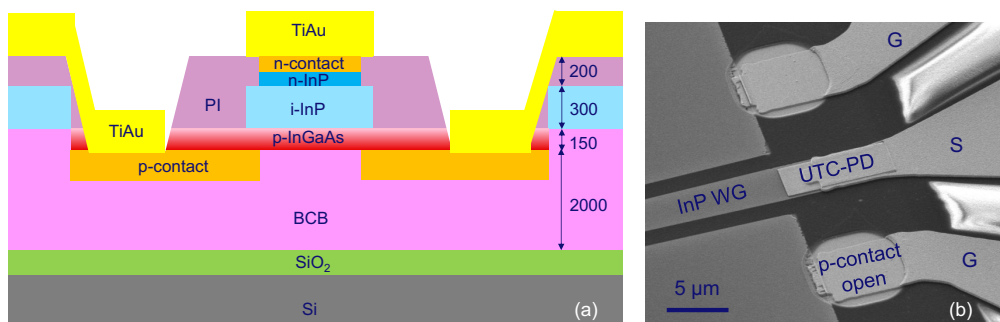 TiAu
n-contact
n-InP
200
PI
i-InP
300
TiAu
p-InGaAs
150
p-contact
BCB
2000
SiO₂
Si
(a)
G
UTC-PD
S
InP WG
p-contact
open
G
5 µm
(b)